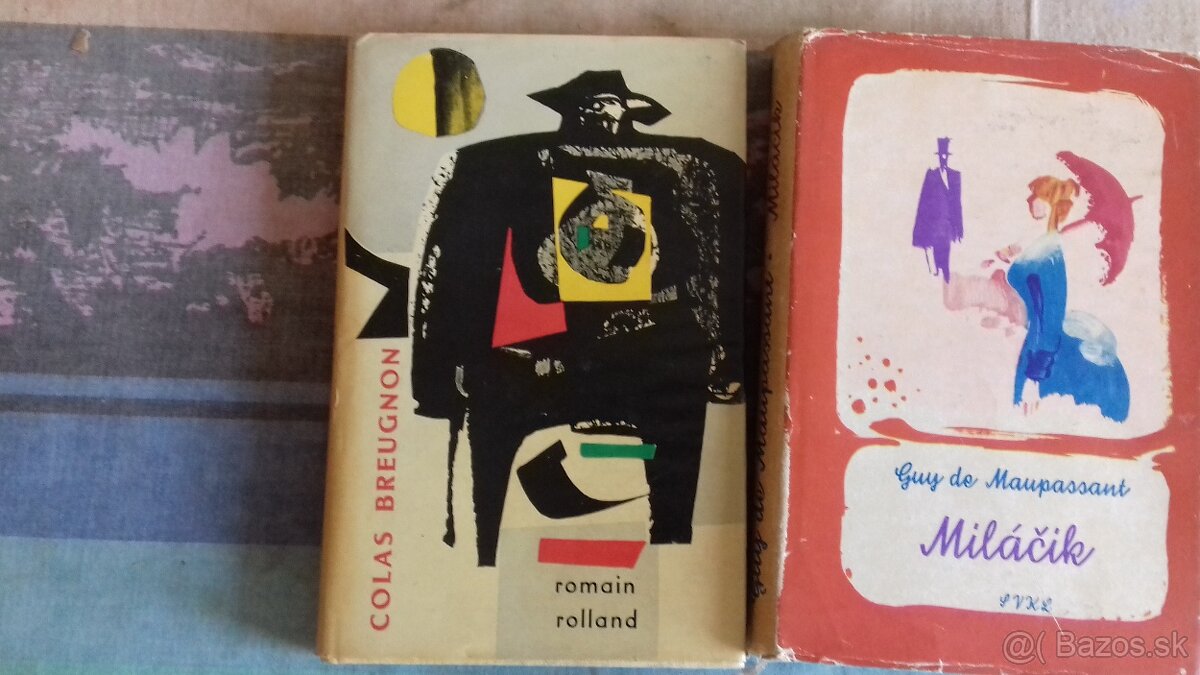 COLAS BREUGNON
romain
rolland
Guy de Maupassant • Miláčik
Guy de Maupassant
Miláčik
SVKL
@( Bazos.sk